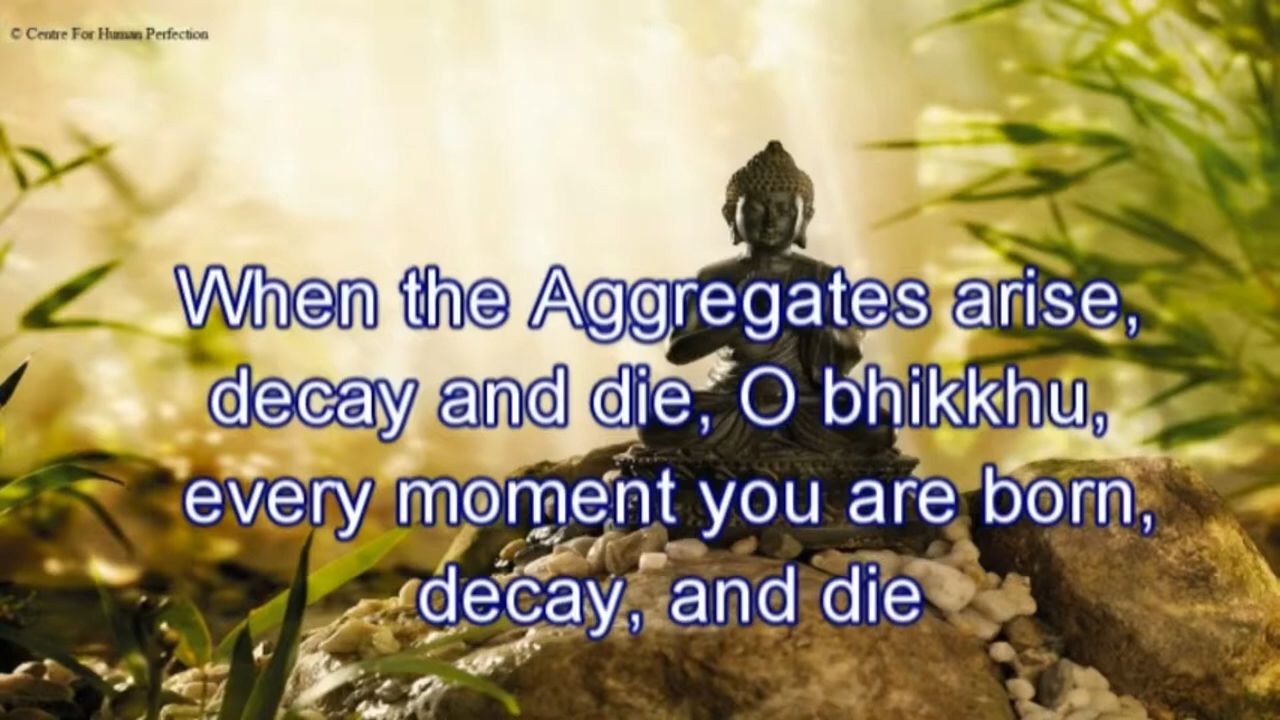 © Centre For Human Perfection
When the Aggregates arise,
decay and die, O bhikkhu,
every moment you are born,
decay, and die